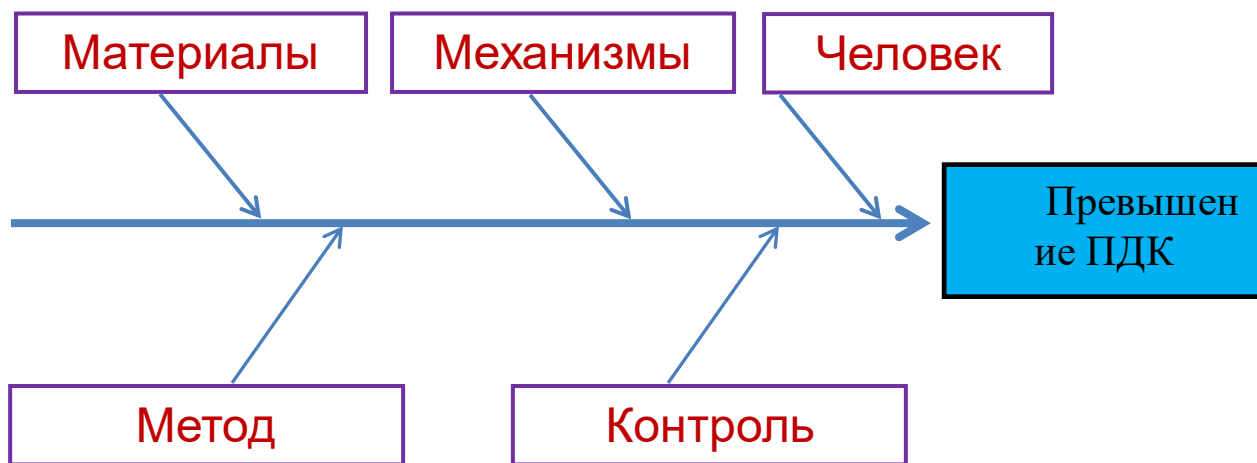 Материалы
Механизмы
Человек
Превышен
ие ПДК
Метод
Контроль